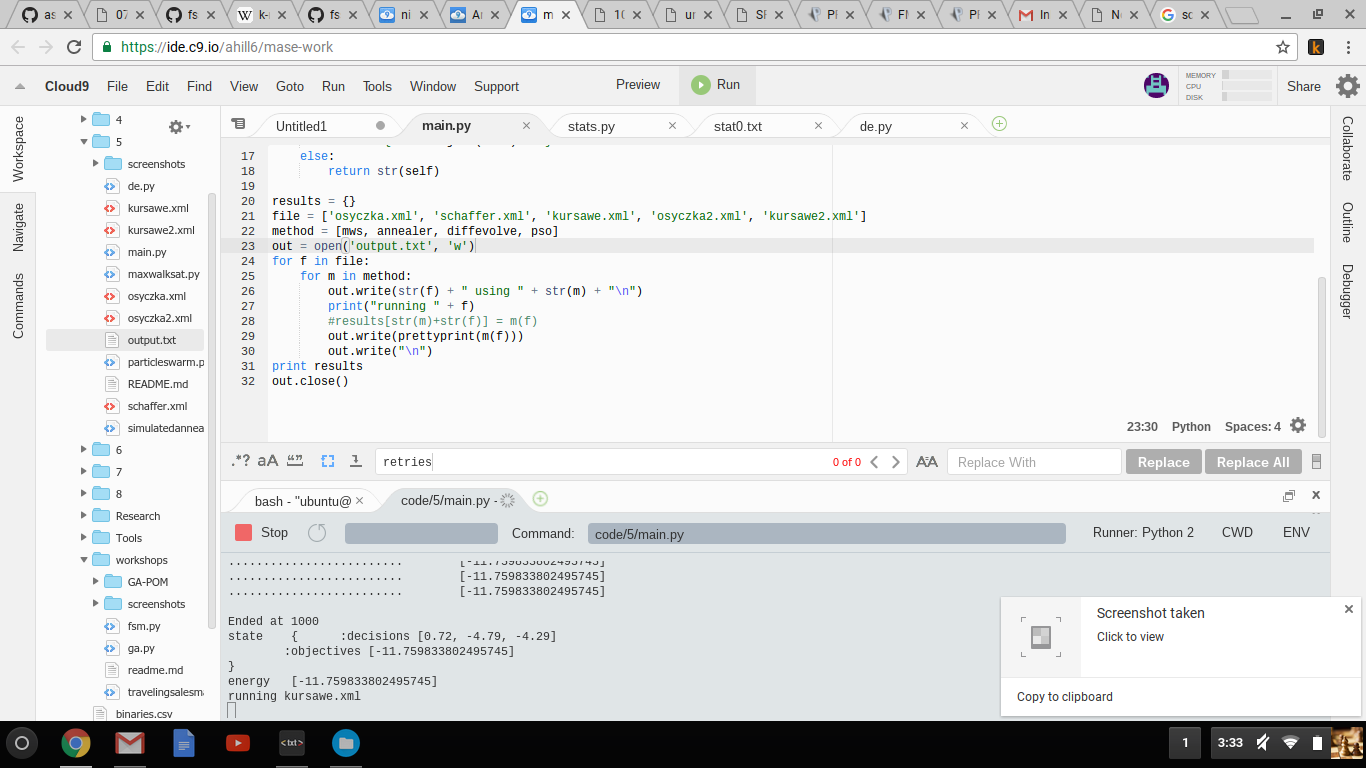 as
07
fs
k-
fs
ni
Ar
m
10
ur
SF
PI
FI
PI
In
N
sc
https://ide.c9.io/ahill6/mase-work
Cloud9 File Edit Find View Goto Run Tools Window Support Preview Run
MEMORY
CPU
DISK
Share
Workspace
Navigate
Commands
4
5
screenshots
de.py
kursawe.xml
kursawe2.xml
main.py
maxwalksat.py
osyczka.xml
osyczka2.xml
output.txt
particleswarm.p
README.md
schaffer.xml
simulatedannea
6
7
8
Research
Tools
workshops
GA-POM
screenshots
fsm.py
ga.py
readme.md
travelingsalesma
binaries.csv
Untitled1 main.py stats.py stat0.txt de.py
17 else:
18 return str(self)
19
20 results = {}
21 file = ['osyczka.xml', 'schaffer.xml', 'kursawe.xml', 'osyczka2.xml', 'kursawe2.xml']
22 method = [mws, annealer, diffevolve, pso]
23 out = open('output.txt', 'w')
24 for f in file:
25 for m in method:
26 out.write(str(f) + " using " + str(m) + "\n")
27 print("running " + f)
28 #results[str(m)+str(f)] = m(f)
29 out.write(prettyprint(m(f)))
30 out.write("\n")
31 print results
32 out.close()
23:30 Python Spaces: 4
.*? aA retries 0 of 0 AA Replace With Replace Replace All
bash - "ubuntu@ code/5/main.py -
Stop Command: code/5/main.py Runner: Python 2 CWD ENV
......................... [-11.759833802495745]
......................... [-11.759833802495745]
......................... [-11.759833802495745]
Ended at 1000
state { :decisions [0.72, -4.79, -4.29]
:objectives [-11.759833802495745]
}
energy [-11.759833802495745]
running kursawe.xml
Collaborate
Outline
Debugger
Screenshot taken
Click to view
Copy to clipboard
<txt>
1 3:33